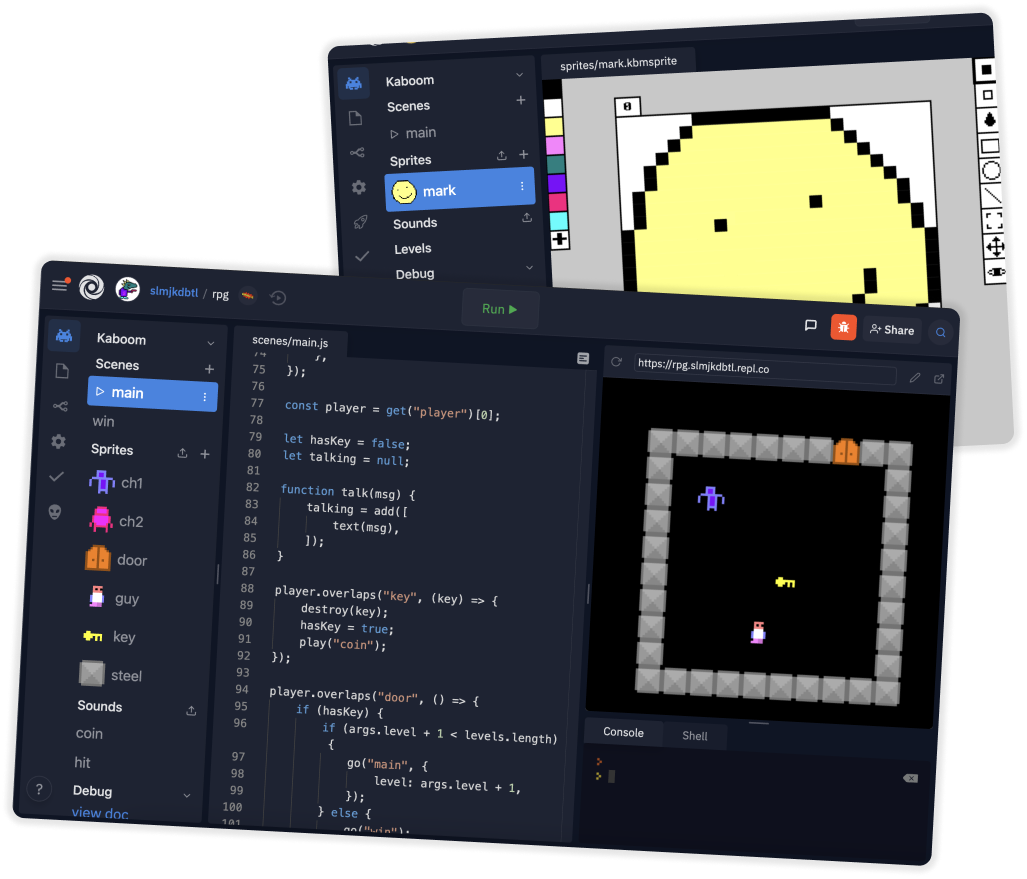 sprites/mark.kbmsprite
Kaboom
Scenes
main
Sprites
mark
Sounds
Levels
Debug
0
slmjkdbtl / rpg
Run
Share
Kaboom
Scenes
main
win
Sprites
ch1
ch2
door
guy
key
steel
Sounds
coin
hit
Debug
view doc
?
scenes/main.js
74 };
75 });
76
77 const player = get("player")[0];
78
79 let hasKey = false;
80 let talking = null;
81
82 function talk(msg) {
83 talking = add([
84 text(msg),
85 ]);
86 }
87
88 player.overlaps("key", (key) => {
89 destroy(key);
90 hasKey = true;
91 play("coin");
92 });
93
94 player.overlaps("door", () => {
95 if (hasKey) {
96 if (args.level + 1 < levels.length)
{
97 go("main", {
98 level: args.level + 1,
99 });
100 } else {
101 go("win");
https://rpg.slmjkdbtl.repl.co
Console
Shell